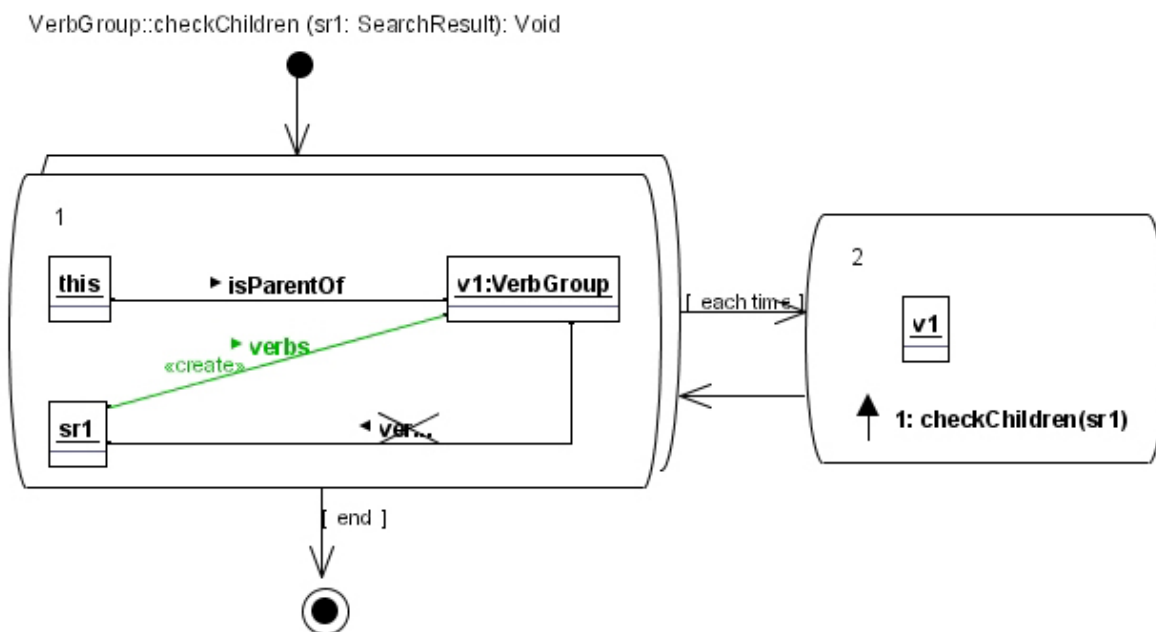 VerbGroup::checkChildren (sr1: SearchResult): Void
1
this
► isParentOf
v1:VerbGroup
► verbs
«create»
sr1
◄ ver...
[ each time ]
2
v1
1: checkChildren(sr1)
[ end ]